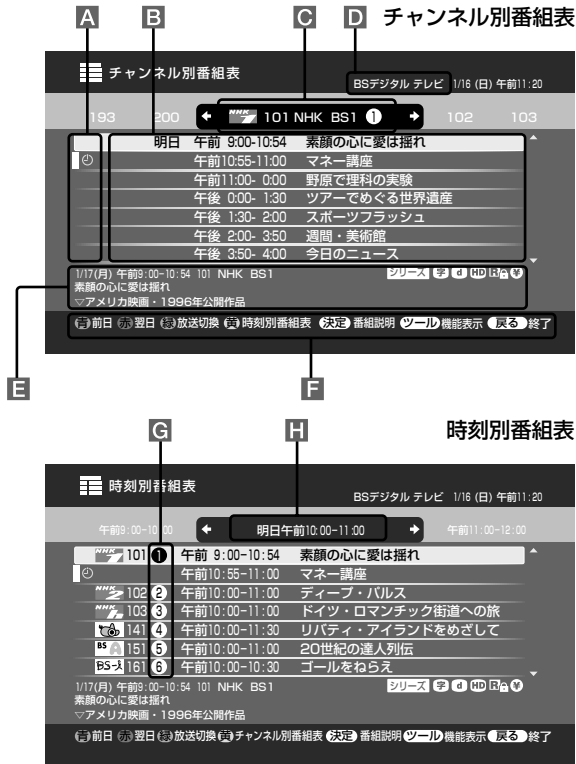 A B C D チャンネル別番組表
チャンネル別番組表
BSデジタル テレビ 1/16 (日) 午前11:20
193 200 NHK 101 NHK BS1 1 102 103
明日 午前 9:00-10:54 素顔の心に愛は揺れ
午前10:55-11:00 マネー講座
午前11:00- 0:00 野原で理科の実験
午後 0:00- 1:30 ツアーでめぐる世界遺産
午後 1:30- 2:00 スポーツフラッシュ
午後 2:00- 3:50 週間・美術館
午後 3:50- 4:00 今日のニュース
1/17(月) 午前9:00-10:54 101 NHK BS1 シリーズ 字 d HD R ¥
素顔の心に愛は揺れ
▽アメリカ映画・1996年公開作品
青 前日 赤 翌日 緑 放送切換 黄 時刻別番組表 決定 番組説明 ツール 機能表示 戻る 終了
E F
G H 時刻別番組表
時刻別番組表
BSデジタル テレビ 1/16 (日) 午前11:20
午前9:00-10:00 明日午前10:00-11:00 午前11:00-12:00
NHK 101 1 午前 9:00-10:54 素顔の心に愛は揺れ
午前10:55-11:00 マネー講座
NHK 102 2 午前10:00-11:00 ディープ・パルス
NHK 103 3 午前10:00-11:00 ドイツ・ロマンチック街道への旅
141 4 午前10:00-11:30 リバティ・アイランドをめざして
BS 151 5 午前10:00-11:00 20世紀の達人列伝
BS-i 161 6 午前10:00-10:30 ゴールをねらえ
1/17(月) 午前9:00-10:54 101 NHK BS1 シリーズ 字 d HD R ¥
素顔の心に愛は揺れ
▽アメリカ映画・1996年公開作品
青 前日 赤 翌日 緑 放送切換 黄 チャンネル別番組表 決定 番組説明 ツール 機能表示 戻る 終了